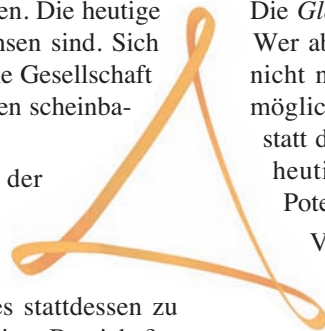 en. Die heutige
nsen sind. Sich
e Gesellschaft
en scheinba-
der
es stattdessen zu
Die
Wer ab
nicht n
möglic
statt d
heuti
Pote
V